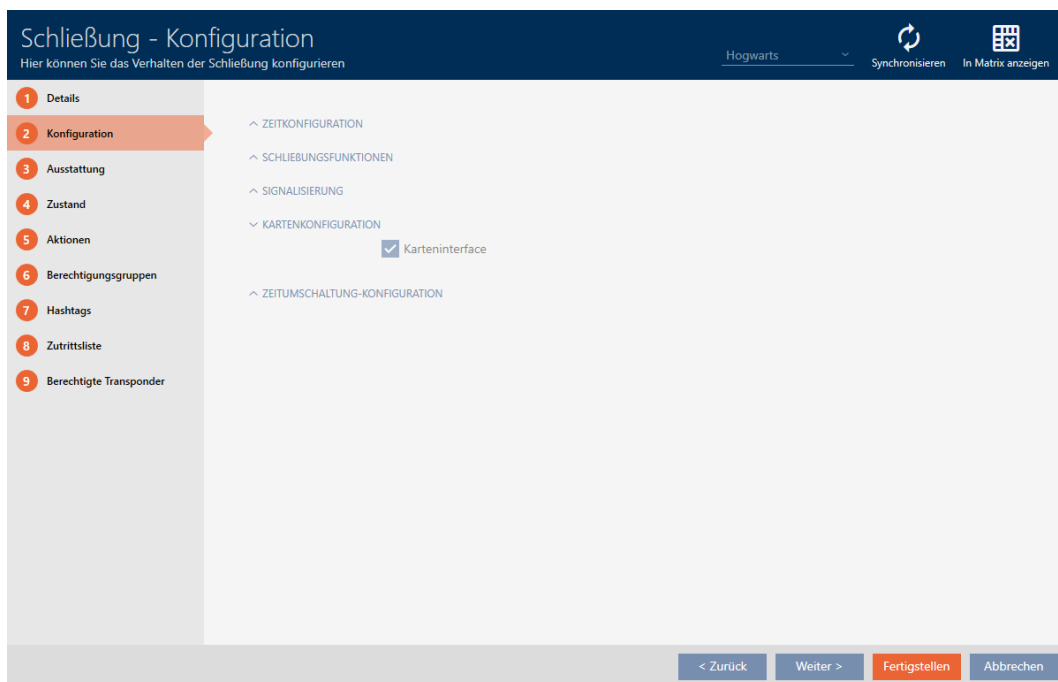 Schließung - Konfiguration
Hier können Sie das Verhalten der Schließung konfigurieren
Hogwarts
Synchronisieren
In Matrix anzeigen
1 Details
2 Konfiguration
3 Ausstattung
4 Zustand
5 Aktionen
6 Berechtigungsgruppen
7 Hashtags
8 Zutrittsliste
9 Berechtigte Transponder
ZEITKONFIGURATION
SCHLIEßUNGSFUNKTIONEN
SIGNALISIERUNG
KARTENKONFIGURATION
Karteninterface
ZEITUMSCHALTUNG-KONFIGURATION
< Zurück
Weiter >
Fertigstellen
Abbrechen